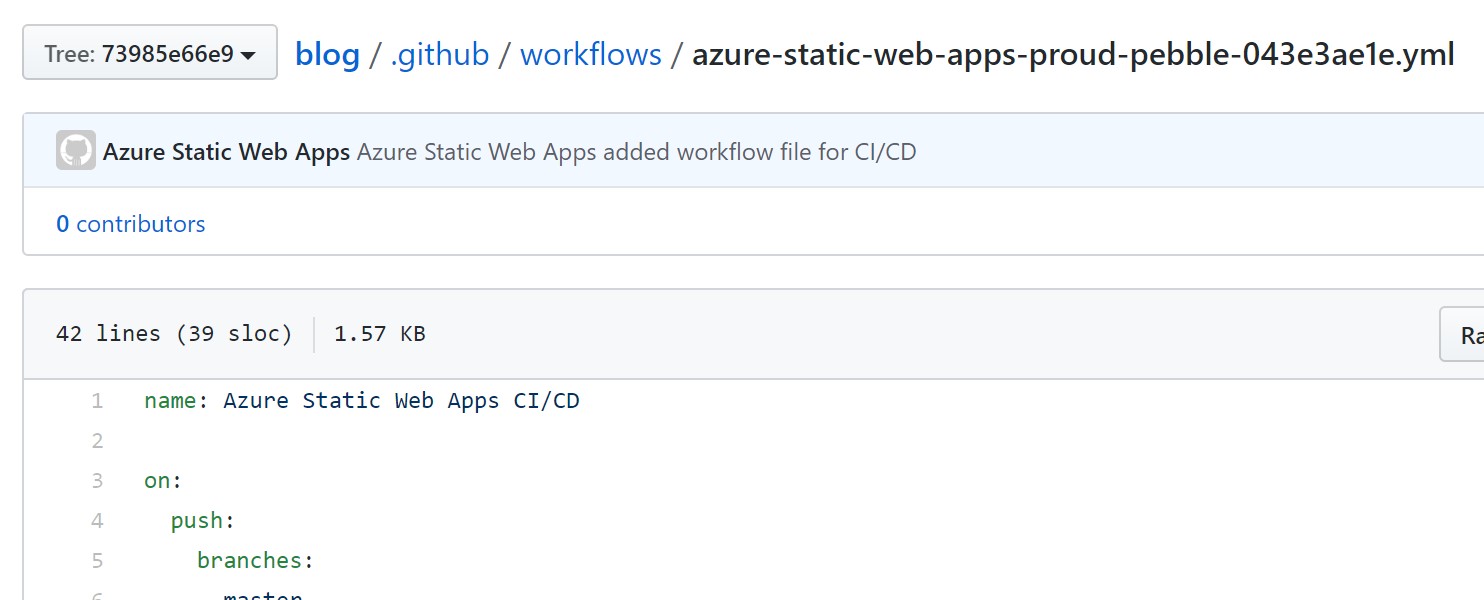 Tree: 73985e66e9 blog / .github / workflows / azure-static-web-apps-proud-pebble-043e3ae1e.yml
Azure Static Web Apps Azure Static Web Apps added workflow file for CI/CD
0 contributors
42 lines (39 sloc) 1.57 KB
1 name: Azure Static Web Apps CI/CD
2
3 on:
4 push:
5 branches:
6